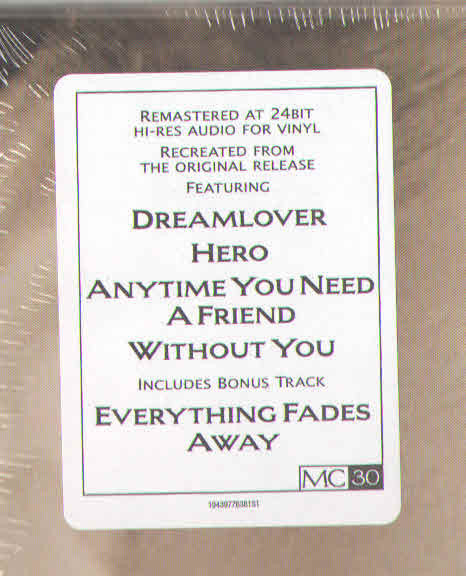 REMASTERED AT 24BIT
HI-RES AUDIO FOR VINYL
RECREATED FROM
THE ORIGINAL RELEASE
FEATURING
DREAMLOVER
HERO
ANYTIME YOU NEED
A FRIEND
WITHOUT YOU
INCLUDES BONUS TRACK
EVERYTHING FADES
AWAY
MC 30
19439776381S1